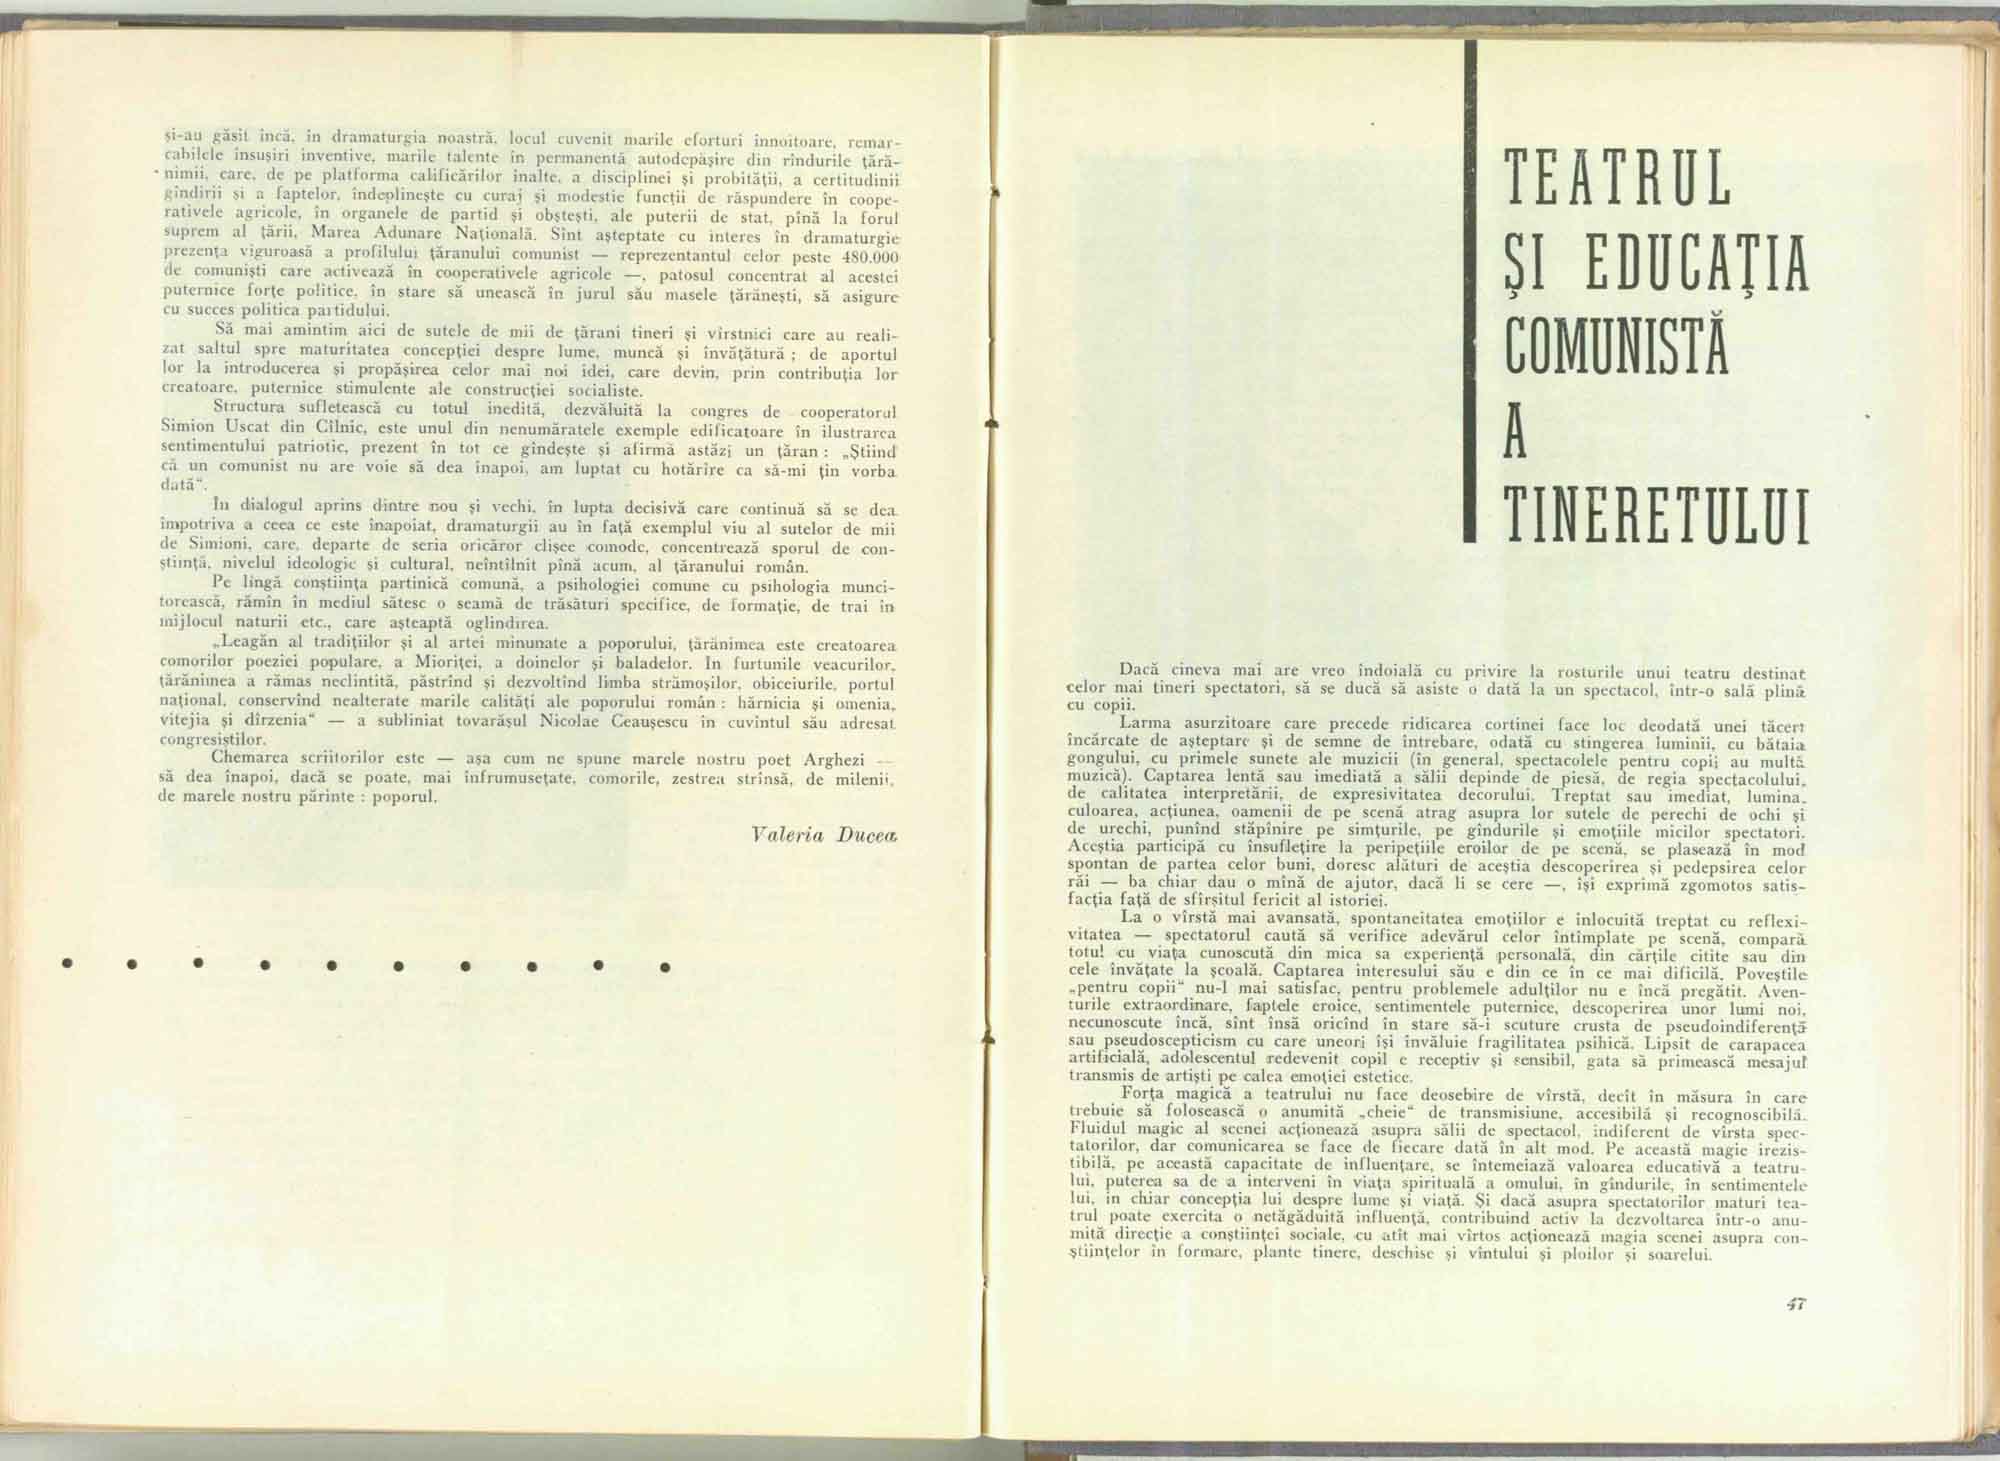 și-au găsit încă, în dramaturgia noastră, locul cuvenit marile eforturi înnoitoare, remar-
cabilele însușiri inventive, marile talente în permanentă autodepășire din rîndurile țără-
nimii, care, de pe platforma calificărilor înalte, a disciplinei și probității, a certitudinii
gîndirii și a faptelor, îndeplinește cu curaj și modestie funcții de răspundere în coope-
rativele agricole, în organele de partid și obștești, ale puterii de stat, pînă la forul
suprem al țării, Marea Adunare Națională. Sînt așteptate cu interes în dramaturgie
prezența viguroasă a profilului țăranului comunist — reprezentantul celor peste 480.000
de comuniști care activează în cooperativele agricole —, patosul concentrat al acestei
puternice forțe politice, în stare să unească în jurul său masele țărănești, să asigure
cu succes politica partidului.
Să mai amintim aici de sutele de mii de țărani tineri și vîrstnici care au reali-
zat saltul spre maturitatea concepției despre lume, muncă și învățătură ; de aportul
lor la introducerea și propășirea celor mai noi idei, care devin, prin contribuția lor
creatoare, puternice stimulente ale construcției socialiste.
Structura sufletească cu totul inedită, dezvăluită la congres de cooperatorul
Simion Uscat din Cîlnic, este unul din nenumăratele exemple edificatoare în ilustrarea
sentimentului patriotic, prezent în tot ce gîndește și afirmă astăzi un țăran : „Știind
că un comunist nu are voie să dea înapoi, am luptat cu hotărîre ca să-mi țin vorba
dată“.
În dialogul aprins dintre nou și vechi, în lupta decisivă care continuă să se dea
împotriva a ceea ce este înapoiat, dramaturgii au în față exemplul viu al sutelor de mii
de Simioni, care, departe de seria oricăror clișee comode, concentrează sporul de con-
știință, nivelul ideologic și cultural, neîntîlnit pînă acum, al țăranului român.
Pe lîngă conștiința partinică comună, a psihologiei comune cu psihologia munci-
torească, rămîn în mediul sătesc o seamă de trăsături specifice, de formație, de trai în
mijlocul naturii etc., care așteaptă oglindirea.
„Leagăn al tradițiilor și al artei minunate a poporului, țărănimea este creatoarea
comorilor poeziei populare, a Mioriței, a doinelor și baladelor. In furtunile veacurilor,
țărănimea a rămas neclintită, păstrînd și dezvoltînd limba strămoșilor, obiceiurile, portul
național, conservînd nealterate marile calități ale poporului român : hărnicia și omenia,
vitejia și dîrzenia“ — a subliniat tovarășul Nicolae Ceaușescu în cuvîntul său adresat
congresiștilor.
Chemarea scriitorilor este — așa cum ne spune marele nostru poet Arghezi —
să dea înapoi, dacă se poate, mai înfrumusețate, comorile, zestrea strînsă, de milenii,
de marele nostru părinte : poporul.
Valeria Ducea
TEATRUL
ȘI EDUCAȚIA
COMUNISTĂ
A
TINERETULUI
Dacă cineva mai are vreo îndoială cu privire la rosturile unui teatru destinat
celor mai tineri spectatori, să se ducă să asiste o dată la un spectacol, într-o sală plină
cu copii.
Larma asurzitoare care precede ridicarea cortinei face loc deodată unei tăceri
încărcate de așteptare și de semne de întrebare, odată cu stingerea luminii, cu bătaia
gongului, cu primele sunete ale muzicii (în general, spectacolele pentru copii au multă
muzică). Captarea lentă sau imediată a sălii depinde de piesă, de regia spectacolului,
de calitatea interpretării, de expresivitatea decorului. Treptat sau imediat, lumina,
culoarea, acțiunea, oamenii de pe scenă atrag asupra lor sutele de perechi de ochi și
de urechi, punînd stăpînire pe simțurile, pe gîndurile și emoțiile micilor spectatori.
Aceștia participă cu însuflețire la peripețiile eroilor de pe scenă, se plasează în mod
spontan de partea celor buni, doresc alături de aceștia descoperirea și pedepsirea celor
răi — ba chiar dau o mînă de ajutor, dacă li se cere —, își exprimă zgomotos satis-
facția față de sfîrșitul fericit al istoriei.
La o vîrstă mai avansată, spontaneitatea emoțiilor e înlocuită treptat cu reflexi-
vitatea — spectatorul caută să verifice adevărul celor întîmplate pe scenă, compară
totul cu viața cunoscută din mica sa experiență personală, din cărțile citite sau din
cele învățate la școală. Captarea interesului său e din ce în ce mai dificilă. Poveștile
„pentru copii“ nu-l mai satisfac, pentru problemele adulților nu e încă pregătit. Aven-
turile extraordinare, faptele eroice, sentimentele puternice, descoperirea unor lumi noi,
necunoscute încă, sînt însă oricînd în stare să-i scuture crusta de pseudoindiferență
sau pseudoscepticism cu care uneori își învăluie fragilitatea psihică. Lipsit de carapacea
artificială, adolescentul redevenit copil e receptiv și sensibil, gata să primească mesajul
transmis de artiști pe calea emoției estetice.
Forța magică a teatrului nu face deosebire de vîrstă, decît în măsura în care
trebuie să folosească o anumită „cheie“ de transmisiune, accesibilă și recognoscibilă.
Fluidul magic al scenei acționează asupra sălii de spectacol, indiferent de vîrsta spec-
tatorilor, dar comunicarea se face de fiecare dată în alt mod. Pe această magie irezis-
tibilă, pe această capacitate de influențare, se întemeiază valoarea educativă a teatru-
lui, puterea sa de a interveni în viața spirituală a omului, în gîndurile, în sentimentele
lui, în chiar concepția lui despre lume și viață. Și dacă asupra spectatorilor maturi tea-
trul poate exercita o netăgăduită influență, contribuind activ la dezvoltarea într-o anu-
mită direcție a conștiinței sociale, cu atît mai vîrtos acționează magia scenei asupra con-
științelor în formare, plante tinere, deschise și vîntului și ploilor și soarelui.
47